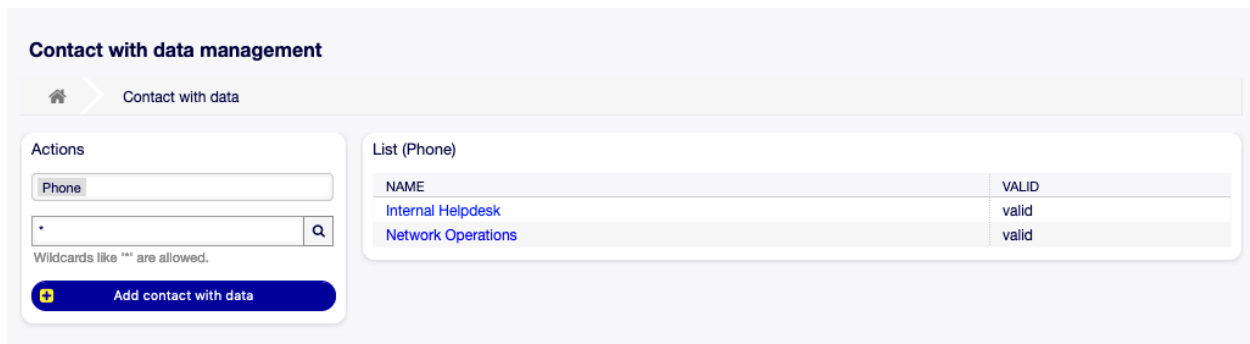 Contact with data management
Contact with data
Actions
Phone
*
Wildcards like '*' are allowed.
Add contact with data
List (Phone)
NAME VALID
Internal Helpdesk valid
Network Operations valid